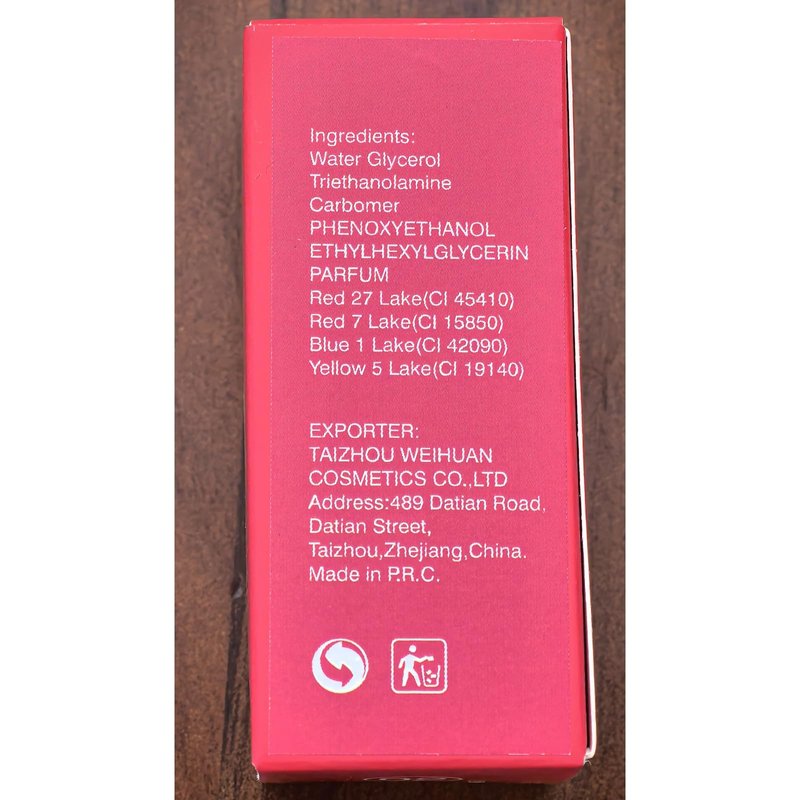 Ingredients:
Water Glycerol
Triethanolamine
Carbomer
PHENOXYETHANOL
ETHYLHEXYLGLYCERIN
PARFUM
Red 27 Lake(CI 45410)
Red 7 Lake(CI 15850)
Blue 1 Lake(CI 42090)
Yellow 5 Lake(CI 19140)
EXPORTER:
TAIZHOU WEIHUAN
COSMETICS CO.,LTD
Address:489 Datian Road,
Datian Street,
Taizhou,Zhejiang,China.
Made in P.R.C.